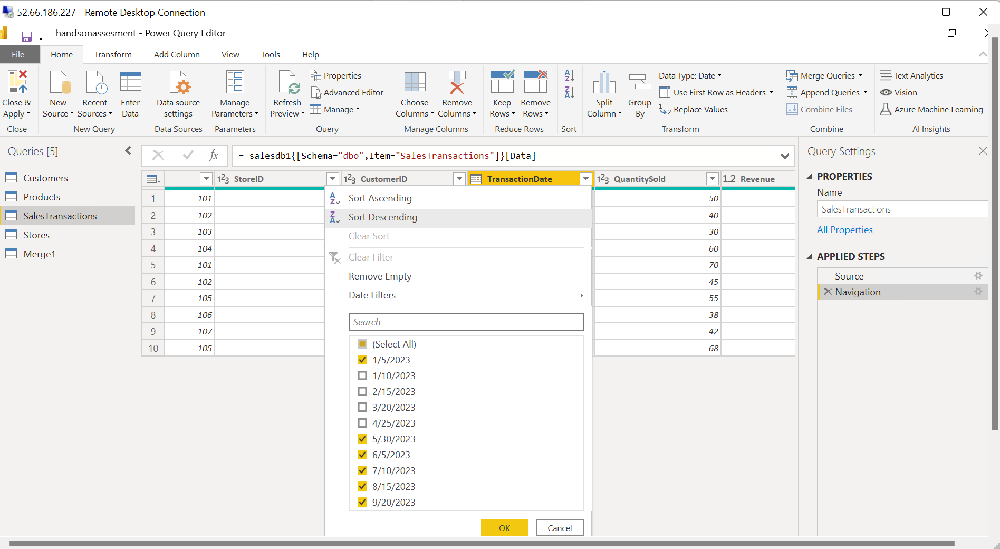 52.66.186.227 - Remote Desktop Connection
handsonassesment - Power Query Editor
File Home Transform Add Column View Tools Help
Close & Apply
Close
New Source
Recent Sources
Enter Data
New Query
Data source settings
Data Sources
Manage Parameters
Parameters
Refresh Preview
Properties
Advanced Editor
Manage
Query
Choose Columns
Remove Columns
Manage Columns
Keep Rows
Remove Rows
Reduce Rows
Sort
Split Column
Group By
Data Type: Date
Use First Row as Headers
Replace Values
Transform
Merge Queries
Append Queries
Combine Files
Combine
Text Analytics
Vision
Azure Machine Learning
AI Insights
Queries [5]
Customers
Products
SalesTransactions
Stores
Merge1
fx
= salesdb1{[Schema="dbo",Item="SalesTransactions"]}[Data]
123 StoreID 123 CustomerID TransactionDate 123 QuantitySold 1.2 Revenue
1 101 50
2 102 40
3 103 30
4 104 60
5 101 70
6 102 45
7 105 55
8 106 38
9 107 42
10 105 68
Sort Ascending
Sort Descending
Clear Sort
Clear Filter
Remove Empty
Date Filters
Search
(Select All)
1/5/2023
1/10/2023
2/15/2023
3/20/2023
4/25/2023
5/30/2023
6/5/2023
7/10/2023
8/15/2023
9/20/2023
OK Cancel
Query Settings
PROPERTIES
Name
SalesTransactions
All Properties
APPLIED STEPS
Source
Navigation